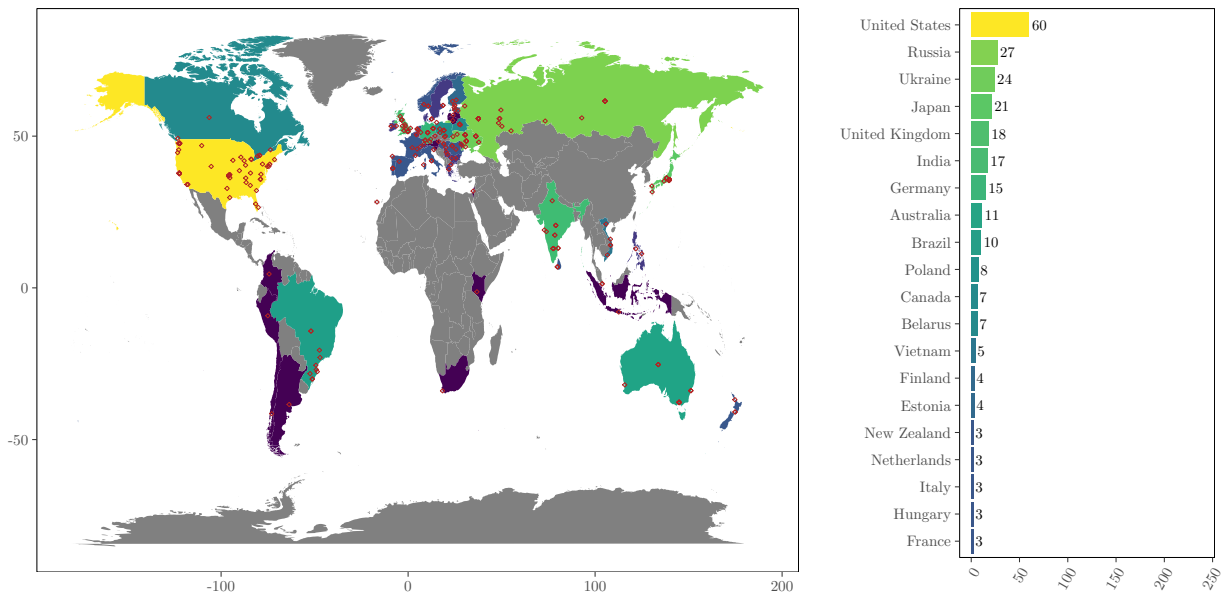 50
0
-50
-100
0
100
200
United States 60
Russia 27
Ukraine 24
Japan 21
United Kingdom 18
India 17
Germany 15
Australia 11
Brazil 10
Poland 8
Canada 7
Belarus 7
Vietnam 5
Finland 4
Estonia 4
New Zealand 3
Netherlands 3
Italy 3
Hungary 3
France 3
0
50
100
150
200
250